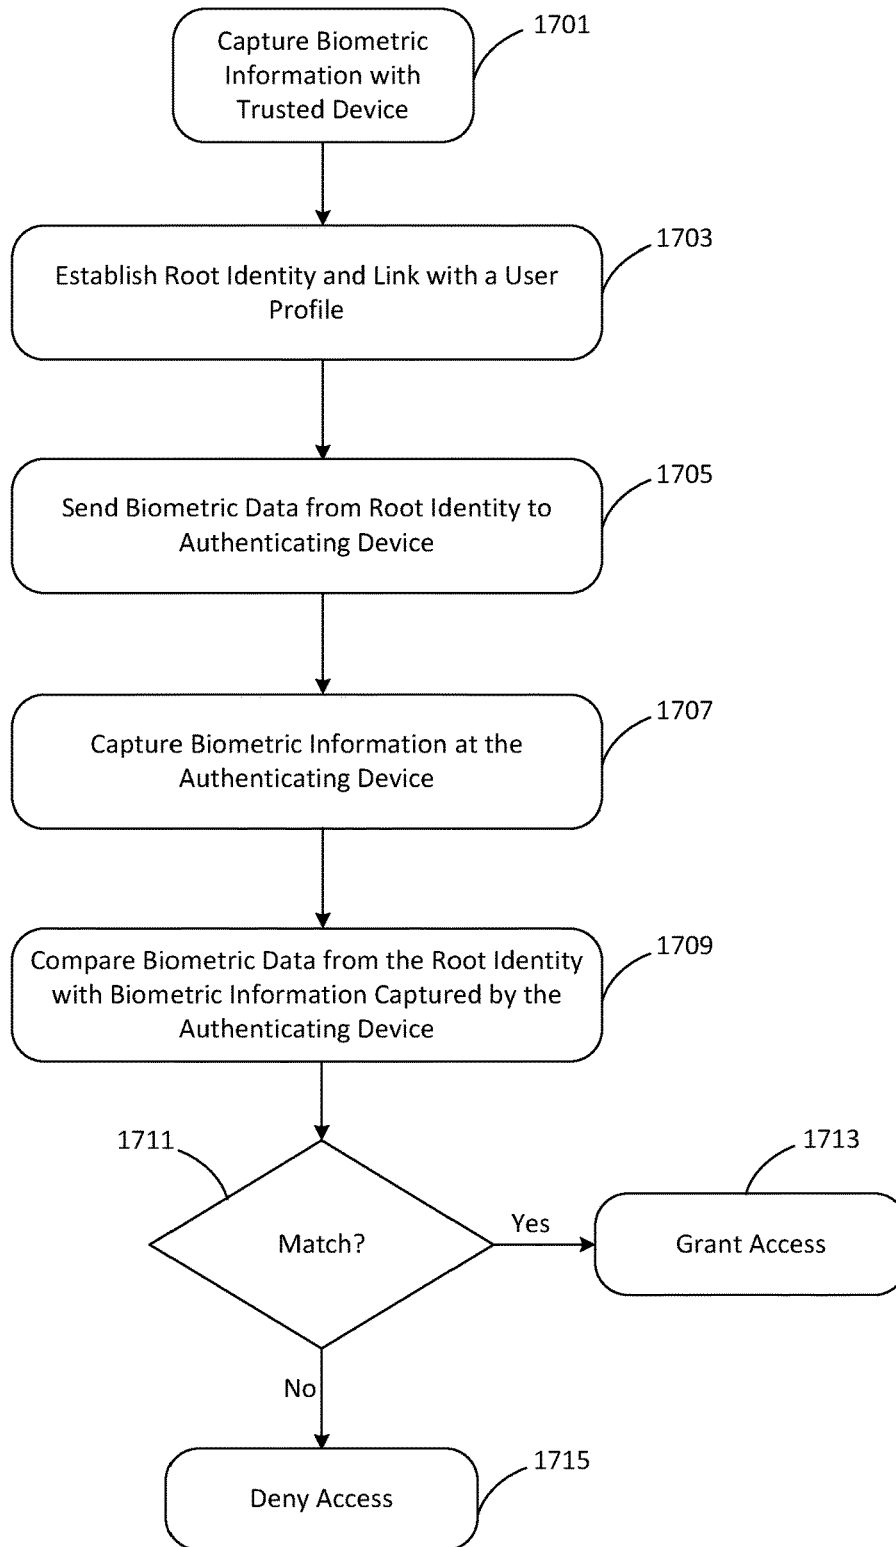 Capture Biometric
Information with
Trusted Device
1701
Establish Root Identity and Link with a User
Profile
1703
Send Biometric Data from Root Identity to
Authenticating Device
1705
Capture Biometric Information at the
Authenticating Device
1707
Compare Biometric Data from the Root Identity
with Biometric Information Captured by the
Authenticating Device
1709
1711
Match?
Yes
1713
Grant Access
No
Deny Access
1715